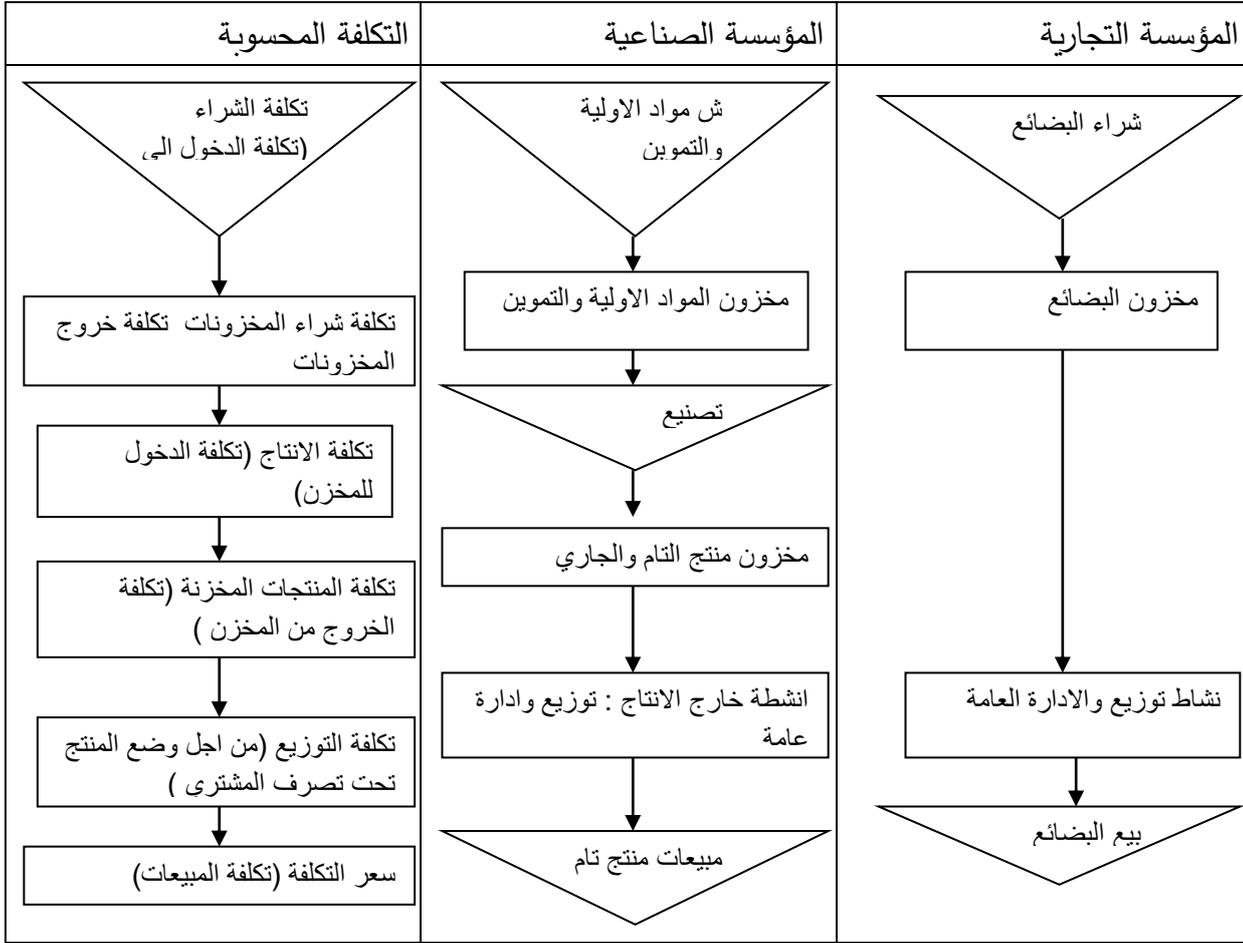 المؤسسة التجارية
المؤسسة الصناعية
التكلفة المحسوبة
شراء البضائع
مخزون البضائع
نشاط توزيع والادارة العامة
بيع البضائع
ش مواد الاولية
والتموين
مخزون المواد الاولية والتموين
تصنيع
مخزون منتج التام والجاري
انشطة خارج الانتاج : توزيع وادارة
عامة
مبيعات منتج تام
تكلفة الشراء
(تكلفة الدخول الى
تكلفة شراء المخزونات تكلفة خروج
المخزونات
تكلفة الانتاج (تكلفة الدخول
للمخزن)
تكلفة المنتجات المخزنة (تكلفة
الخروج من المخزن )
تكلفة التوزيع (من اجل وضع المنتج
تحت تصرف المشتري )
سعر التكلفة (تكلفة المبيعات)